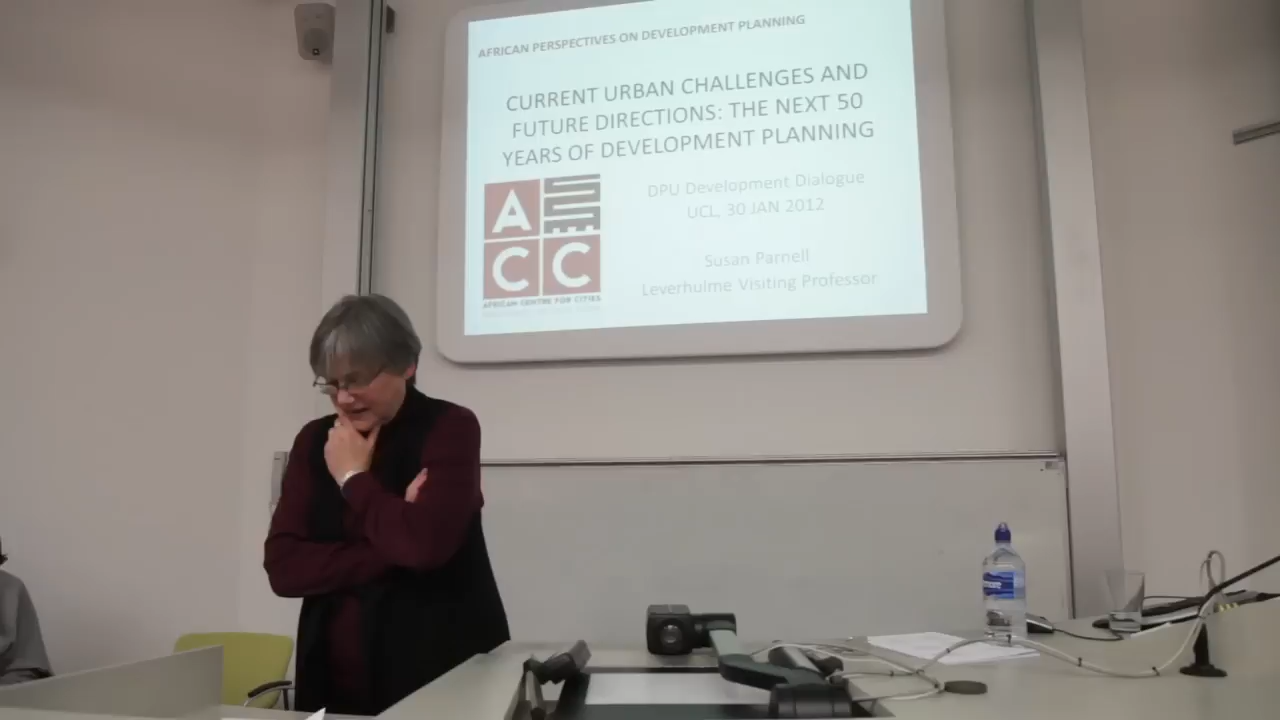 AFRICAN PERSPECTIVES ON DEVELOPMENT PLANNING
CURRENT URBAN CHALLENGES AND
FUTURE DIRECTIONS: THE NEXT 50
YEARS OF DEVELOPMENT PLANNING
A
C C
AFRICAN CENTRE FOR CITIES
DPU Development Dialogue
UCL, 30 JAN 2012
Susan Parnell
Leverhulme Visiting Professor